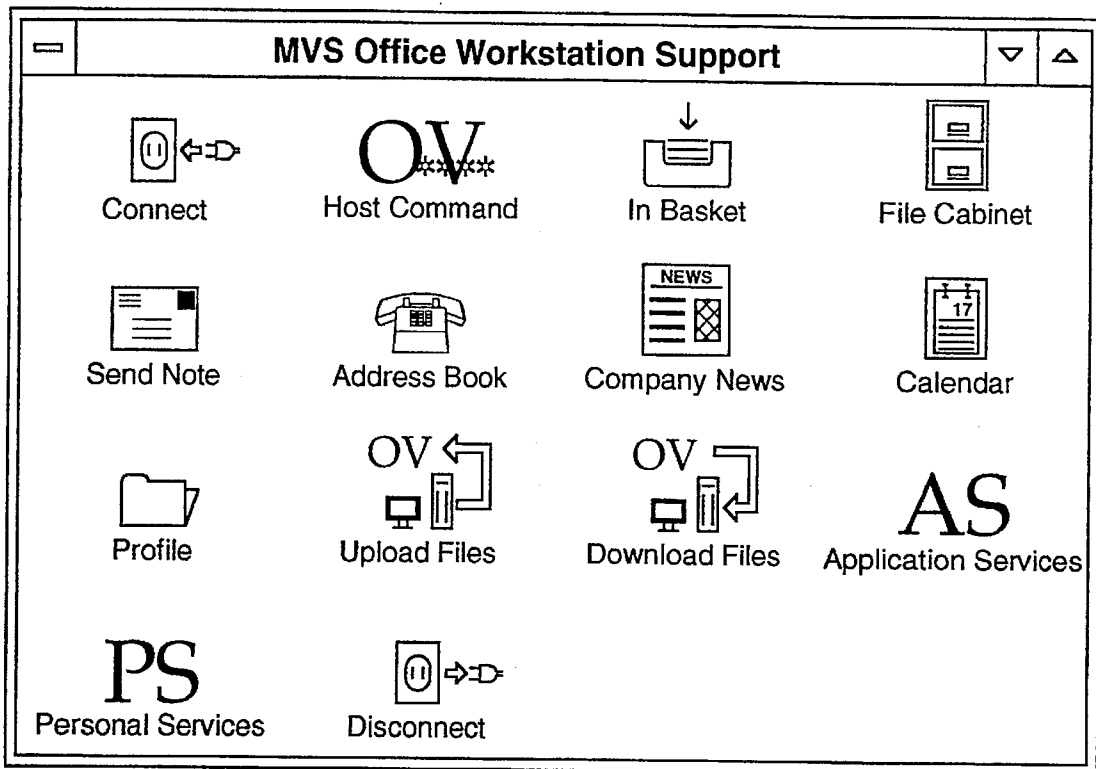 MVS Office Workstation Support
OV
****
Connect
Host Command
In Basket
File Cabinet
NEWS
17
Send Note
Address Book
Company News
Calendar
OV
OV
AS
Profile
Upload Files
Download Files
Application Services
PS
Personal Services
Disconnect